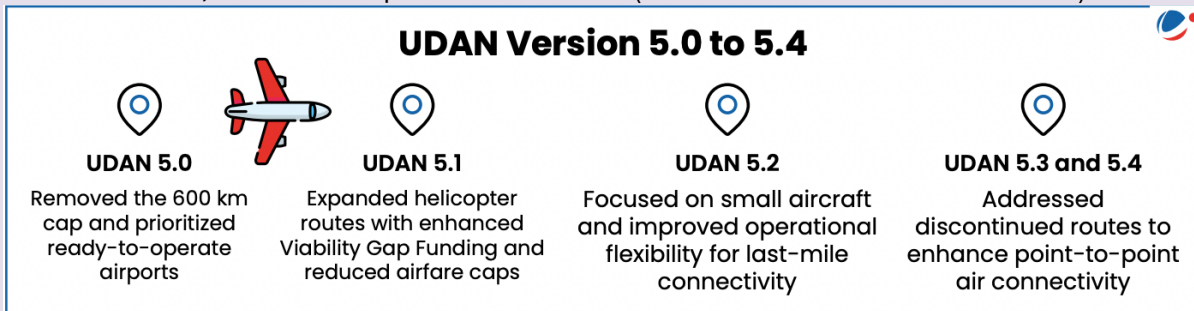 UDAN Version 5.0 to 5.4
UDAN 5.0
Removed the 600 km
cap and prioritized
ready-to-operate
airports
UDAN 5.1
Expanded helicopter
routes with enhanced
Viability Gap Funding and
reduced airfare caps
UDAN 5.2
Focused on small aircraft
and improved operational
flexibility for last-mile
connectivity
UDAN 5.3 and 5.4
Addressed
discontinued routes to
enhance point-to-point
air connectivity